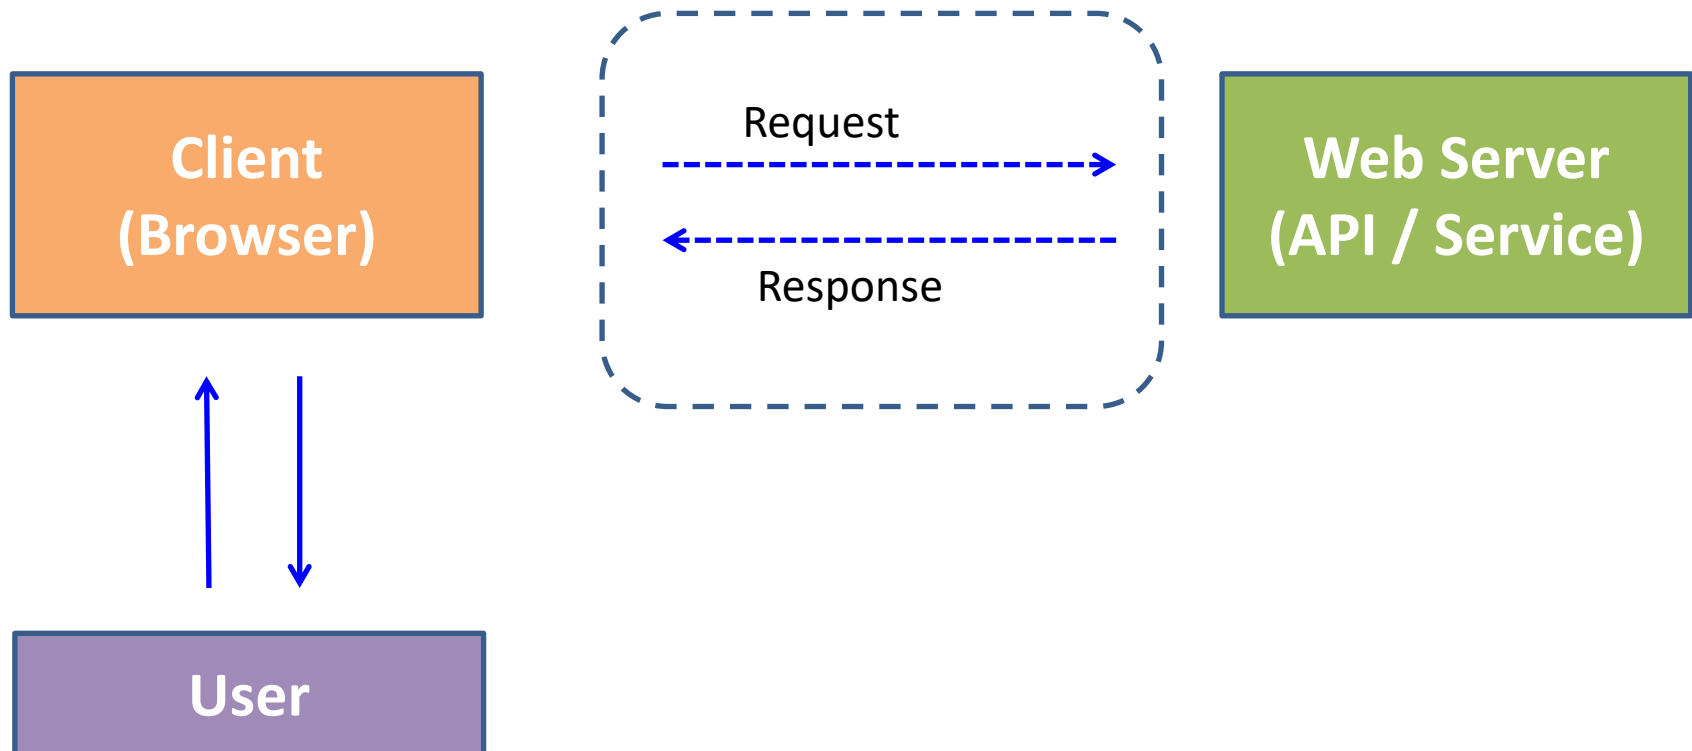 Client
(Browser)
Request
Response
Web Server
(API / Service)
User